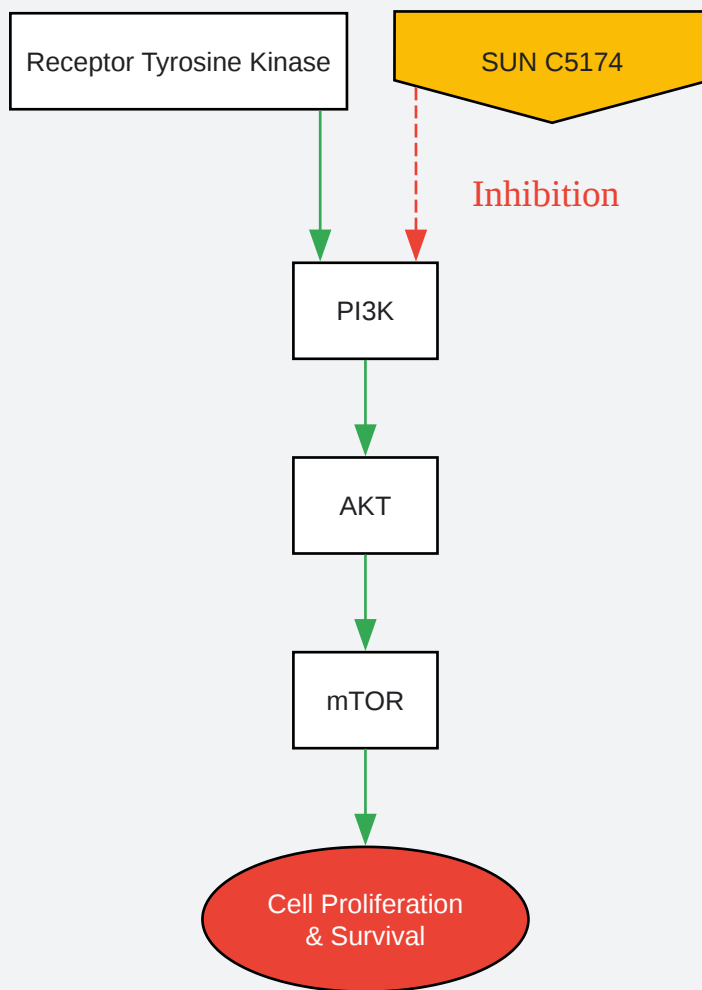 Receptor Tyrosine Kinase
SUN C5174
Inhibition
PI3K
AKT
mTOR
Cell Proliferation
& Survival